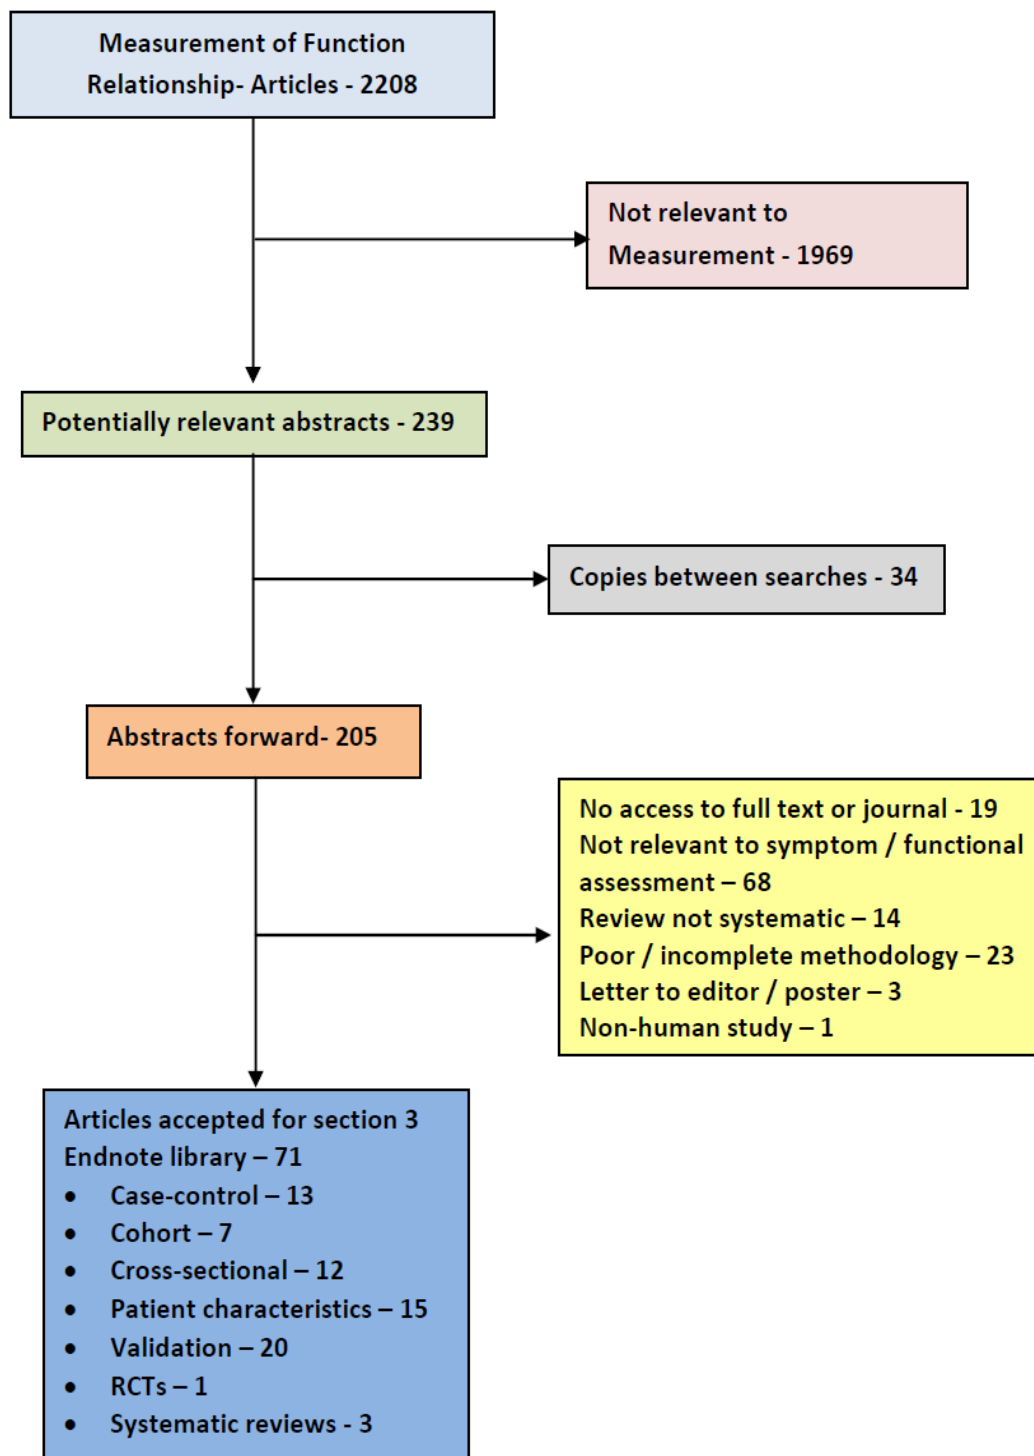 Measurement of Function
Relationship- Articles - 2208
Not relevant to
Measurement - 1969
Potentially relevant abstracts - 239
Copies between searches - 34
Abstracts forward- 205
No access to full text or journal - 19
Not relevant to symptom / functional
assessment – 68
Review not systematic – 14
Poor / incomplete methodology – 23
Letter to editor / poster – 3
Non-human study – 1
Articles accepted for section 3
Endnote library – 71
• Case-control – 13
• Cohort – 7
• Cross-sectional – 12
• Patient characteristics – 15
• Validation – 20
• RCTs – 1
• Systematic reviews - 3